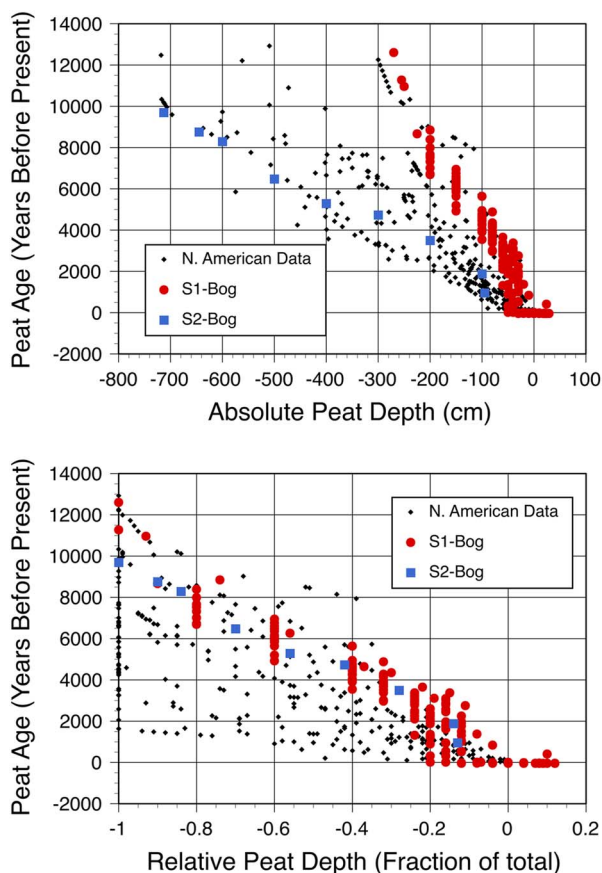 14000
12000
10000
8000
6000
4000
2000
0
-2000
Peat Age (Years Before Present)
N. American Data
S1-Bog
S2-Bog
-800 -700 -600 -500 -400 -300 -200 -100 0 100
Absolute Peat Depth (cm)
14000
12000
10000
8000
6000
4000
2000
0
-2000
Peat Age (Years Before Present)
N. American Data
S1-Bog
S2-Bog
-1 -0.8 -0.6 -0.4 -0.2 0 0.2
Relative Peat Depth (Fraction of total)